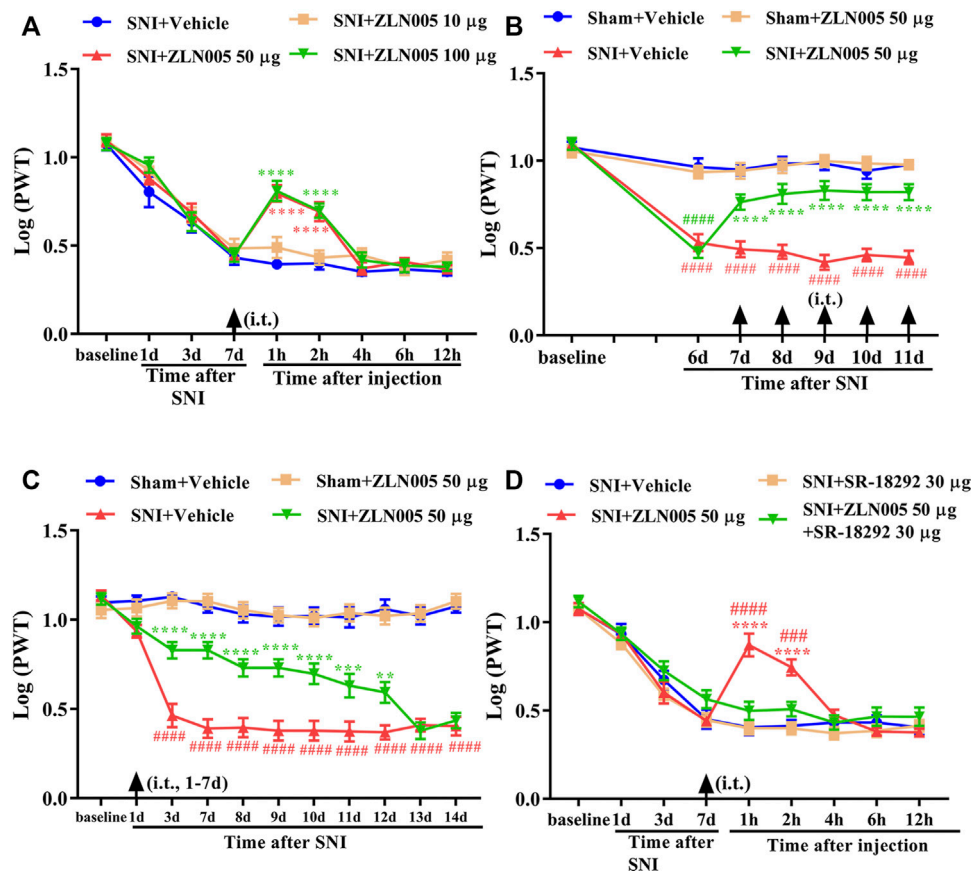 A
SNI+Vehicle
SNI+ZLN005 10 μg
SNI+ZLN005 50 μg
SNI+ZLN005 100 μg
Log (PWT)
1.5
1.0
0.5
0.0
****
****
****
****
(i.t.)
baseline 1d 3d 7d 1h 2h 4h 6h 12h
Time after
SNI
Time after injection
B
Sham+Vehicle
Sham+ZLN005 50 μg
SNI+Vehicle
SNI+ZLN005 50 μg
Log (PWT)
1.5
1.0
0.5
0.0
####
**** **** **** **** ****
#### #### #### #### #### ####
(i.t.)
baseline 6d 7d 8d 9d 10d 11d
Time after SNI
C
Sham+Vehicle
Sham+ZLN005 50 μg
SNI+Vehicle
SNI+ZLN005 50 μg
Log (PWT)
1.5
1.0
0.5
0.0
**** **** **** **** **** *** **
#### #### #### #### #### #### #### #### ####
(i.t., 1-7d)
baseline 1d 3d 7d 8d 9d 10d 11d 12d 13d 14d
Time after SNI
D
SNI+Vehicle
SNI+SR-18292 30 μg
SNI+ZLN005 50 μg
SNI+ZLN005 50 μg
+SR-18292 30 μg
Log (PWT)
1.5
1.0
0.5
0.0
####
****
###
****
(i.t.)
baseline 1d 3d 7d 1h 2h 4h 6h 12h
Time after
SNI
Time after injection